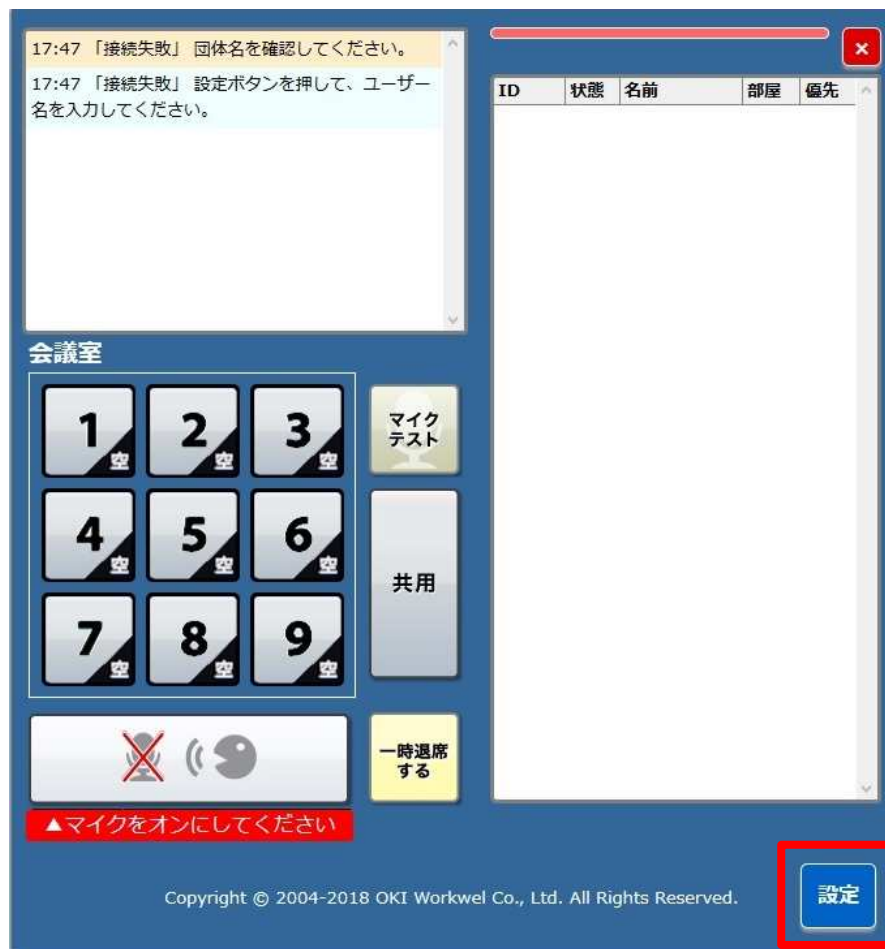 17:47 「接続失敗」 団体名を確認してください。
17:47 「接続失敗」 設定ボタンを押して、ユーザー
名を入力してください。
ID 状態 名前 部屋 優先
会議室
1 空 2 空 3 空
マイク
テスト
4 空 5 空 6 空
共用
7 空 8 空 9 空
一時退席
する
▲マイクをオンにしてください
Copyright © 2004-2018 OKI Workwel Co., Ltd. All Rights Reserved.
設定